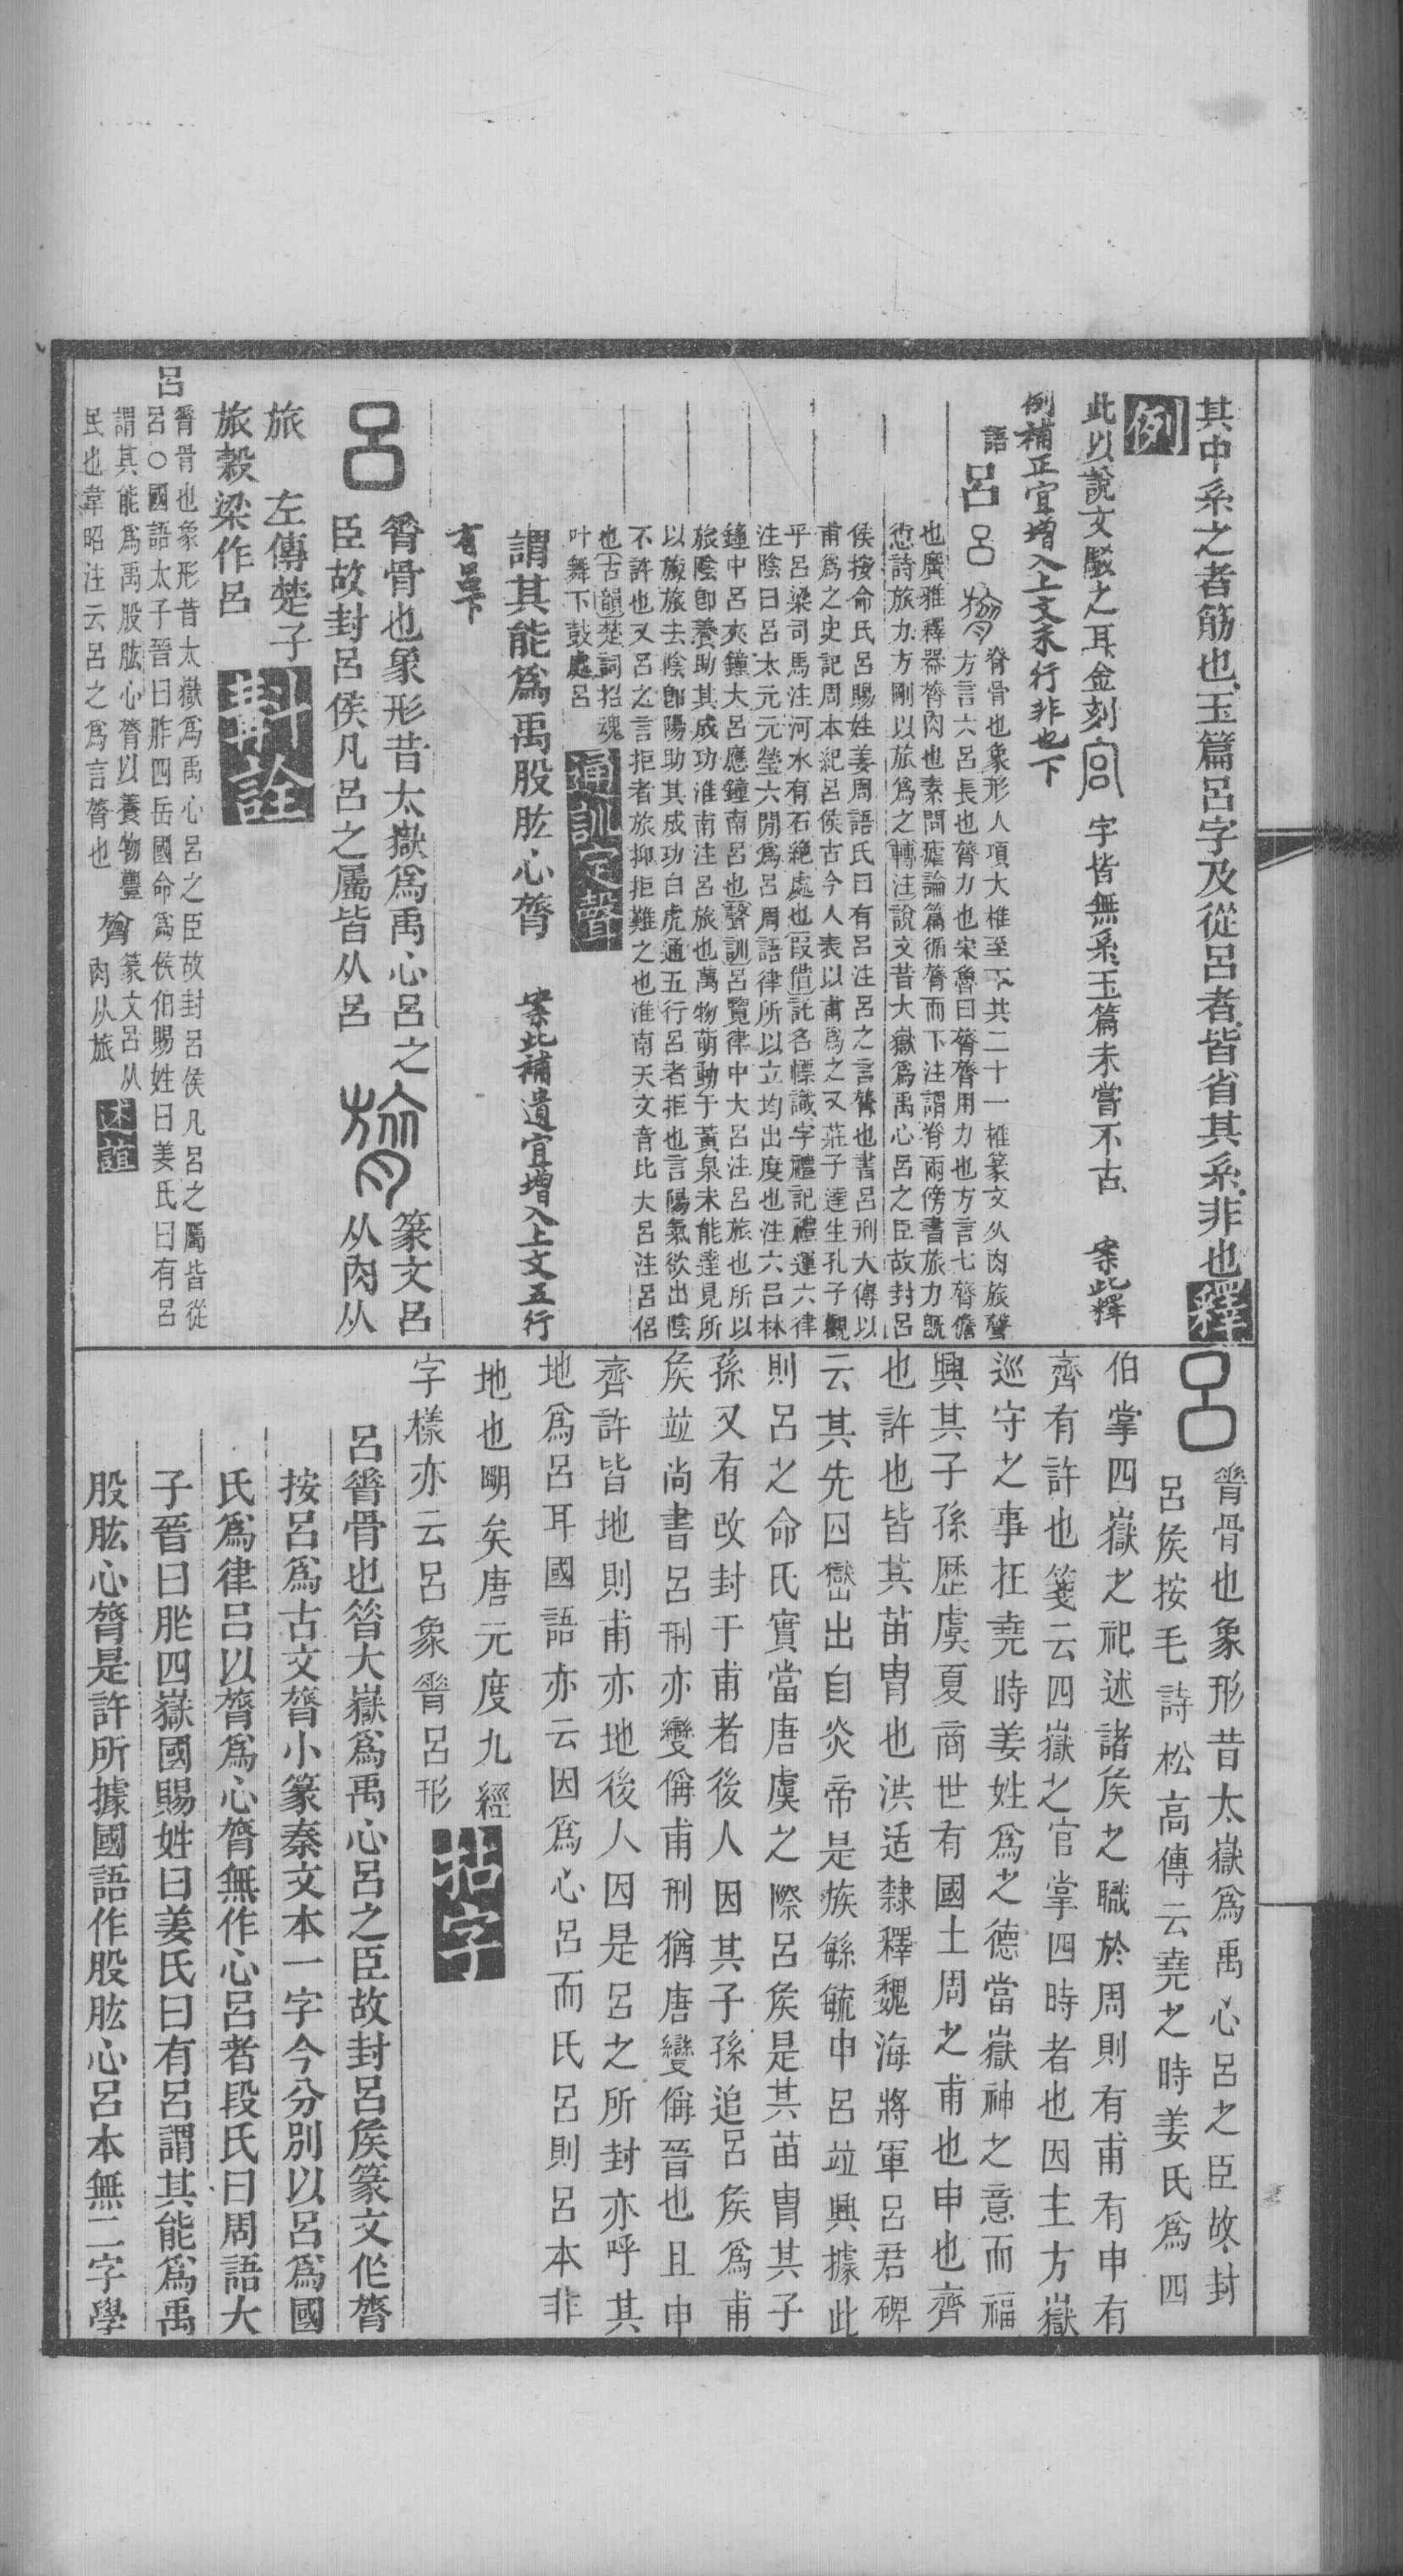 其中系之者筋也玉篇呂字及從呂者皆省其系非也釋
例
此以說文駁之耳金刻宮字皆無系玉篇未嘗不古 案此釋
例補正宜增入上文末行非也下
語
呂
呂膂脊骨也象形人項大椎至下共二十一椎篆文从肉旅聲
方言六呂長也膂力也宋魯曰膂膂用力也方言七膂儋
也廣雅釋器膂肉也素問瘧論篇循膂而下注謂脊兩傍書旅力旣
愆詩旅力方剛以旅爲之轉注說文昔大嶽爲禹心呂之臣故封呂
侯按命氏呂賜姓姜周語氏曰有呂注呂之言膂也書呂刑大傳以
甫爲之史記周本紀呂侯古今人表以甫爲之又莊子達生孔子觀
乎呂梁司馬注河水有石絕處也叚借託名幖識字禮記禮運六律
注陰曰呂太元元瑩六閒爲呂周語律所以立均出度也注六呂林
鐘中呂夾鐘大呂應鐘南呂也聲訓呂覽律中大呂注呂旅也所以
旅陰卽養助其成功淮南注呂旅也萬物萌動于黃泉未能達見所
以旅旅去陰卽陽助其成功白虎通五行呂者拒也言陽氣欲出陰
不許也又呂之言拒者旅抑拒難之也淮南天文音比大呂注呂侶
也古韻楚詞招魂
叶舞下鼓處呂
通訓定聲
謂其能爲禹股肱心膂 案此補遺宜增入上文五行
有呂下
呂
脊骨也象形昔太嶽爲禹心呂之
臣故封呂侯凡呂之屬皆从呂
膂
篆文呂
从肉从
旅 左傳楚子
旅穀梁作呂
斠詮
呂
脊骨也象形昔太嶽爲禹心呂之臣故封呂侯凡呂之屬皆從
呂○國語太子晉曰胙四岳國命爲侯伯賜姓曰姜氏曰有呂
謂其能爲禹股肱心膂以養物豐
民也韋昭注云呂之爲言膂也
膂
篆文呂从
肉从旅
述誼
呂
脊骨也象形昔太嶽爲禹心呂之臣故封
呂矦按毛詩松高傳云堯之時姜氏爲四
伯掌四嶽之祀述諸矦之職於周則有甫有申有
齊有許也箋云四嶽之官掌四時者也因主方嶽
巡守之事在堯時姜姓爲之德當嶽神之意而福
興其子孫歷虞夏商世有國土周之甫也申也齊
也許也皆其苗冑也洪适隸釋魏海將軍呂君碑
云其先四嶽出自炎帝是族緐毓申呂竝興據此
則呂之命氏實當唐虞之際呂矦是其苗冑其子
孫又有改封于甫者後人因其子孫追呂矦爲甫
矦竝尚書呂刑亦變偁甫刑猶唐變偁晉也且申
齊許皆地則甫亦地後人因是呂之所封亦呼其
地爲呂耳國語亦云因爲心呂而氏呂則呂本非
地也朙矣唐元度九經
字樣亦云呂象脊呂形
拈字
呂脊骨也昔大嶽爲禹心呂之臣故封呂矦篆文作膂
按呂爲古文膂小篆秦文本一字今分別以呂爲國
氏爲律呂以膂爲心膂無作心呂者段氏曰周語大
子晉曰胙四嶽國賜姓曰姜氏曰有呂謂其能爲禹
股肱心膂是許所據國語作股肱心呂本無二字學